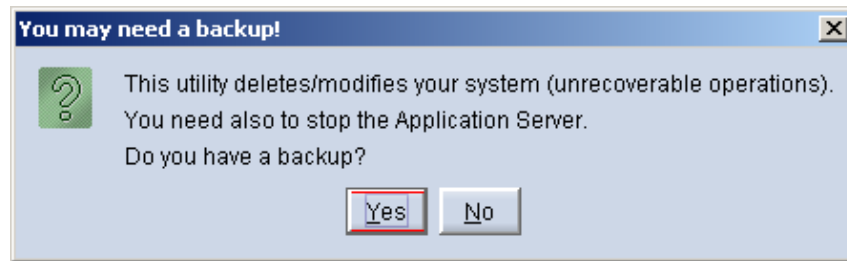 You may need a backup!
This utility deletes/modifies your system (unrecoverable operations).
You need also to stop the Application Server.
Do you have a backup?
Yes No